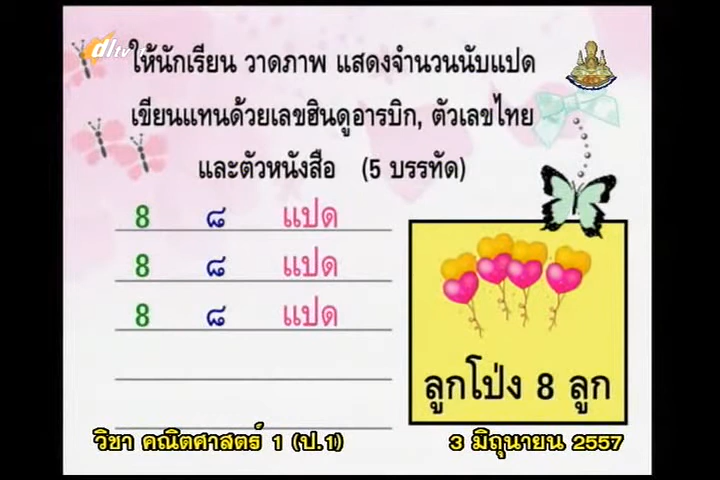 dltv 1
ให้นักเรียน วาดภาพ แสดงจำนวนนับแปด
เขียนแทนด้วยเลขฮินดูอารบิก, ตัวเลขไทย
และตัวหนังสือ (5 บรรทัด)
8 ๘ แปด
8 ๘ แปด
8 ๘ แปด
ลูกโป่ง 8 ลูก
วิชา คณิตศาสตร์ 1 (ป.1) 3 มิถุนายน 2557